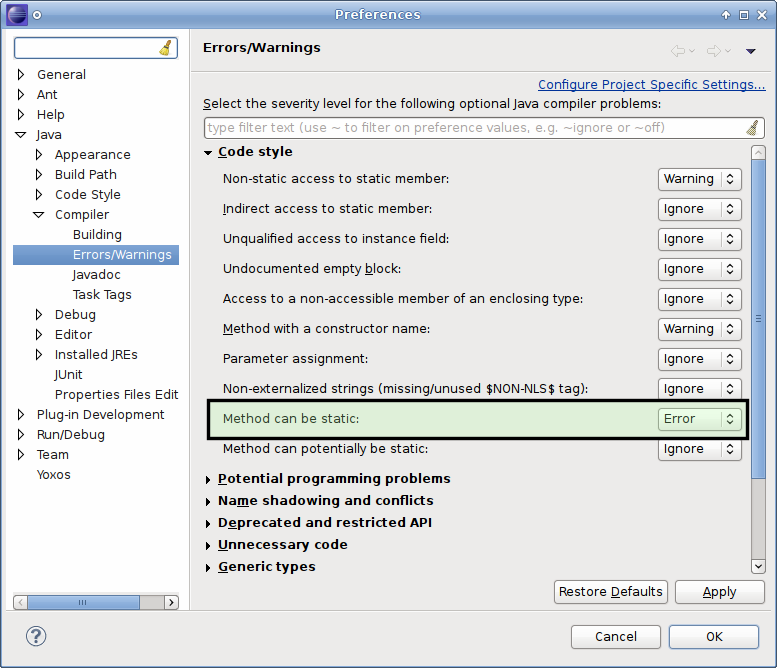 Preferences
Errors/Warnings
General
Ant
Help
Java
Appearance
Build Path
Code Style
Compiler
Building
Errors/Warnings
Javadoc
Task Tags
Debug
Editor
Installed JREs
JUnit
Properties Files Edit
Plug-in Development
Run/Debug
Team
Yoxos
Configure Project Specific Settings...
Select the severity level for the following optional Java compiler problems:
type filter text (use ~ to filter on preference values, e.g. ~ignore or ~off)
Code style
Non-static access to static member: Warning
Indirect access to static member: Ignore
Unqualified access to instance field: Ignore
Undocumented empty block: Ignore
Access to a non-accessible member of an enclosing type: Ignore
Method with a constructor name: Warning
Parameter assignment: Ignore
Non-externalized strings (missing/unused $NON-NLS$ tag): Ignore
Method can be static: Error
Method can potentially be static: Ignore
Potential programming problems
Name shadowing and conflicts
Deprecated and restricted API
Unnecessary code
Generic types
Restore Defaults Apply
? Cancel OK